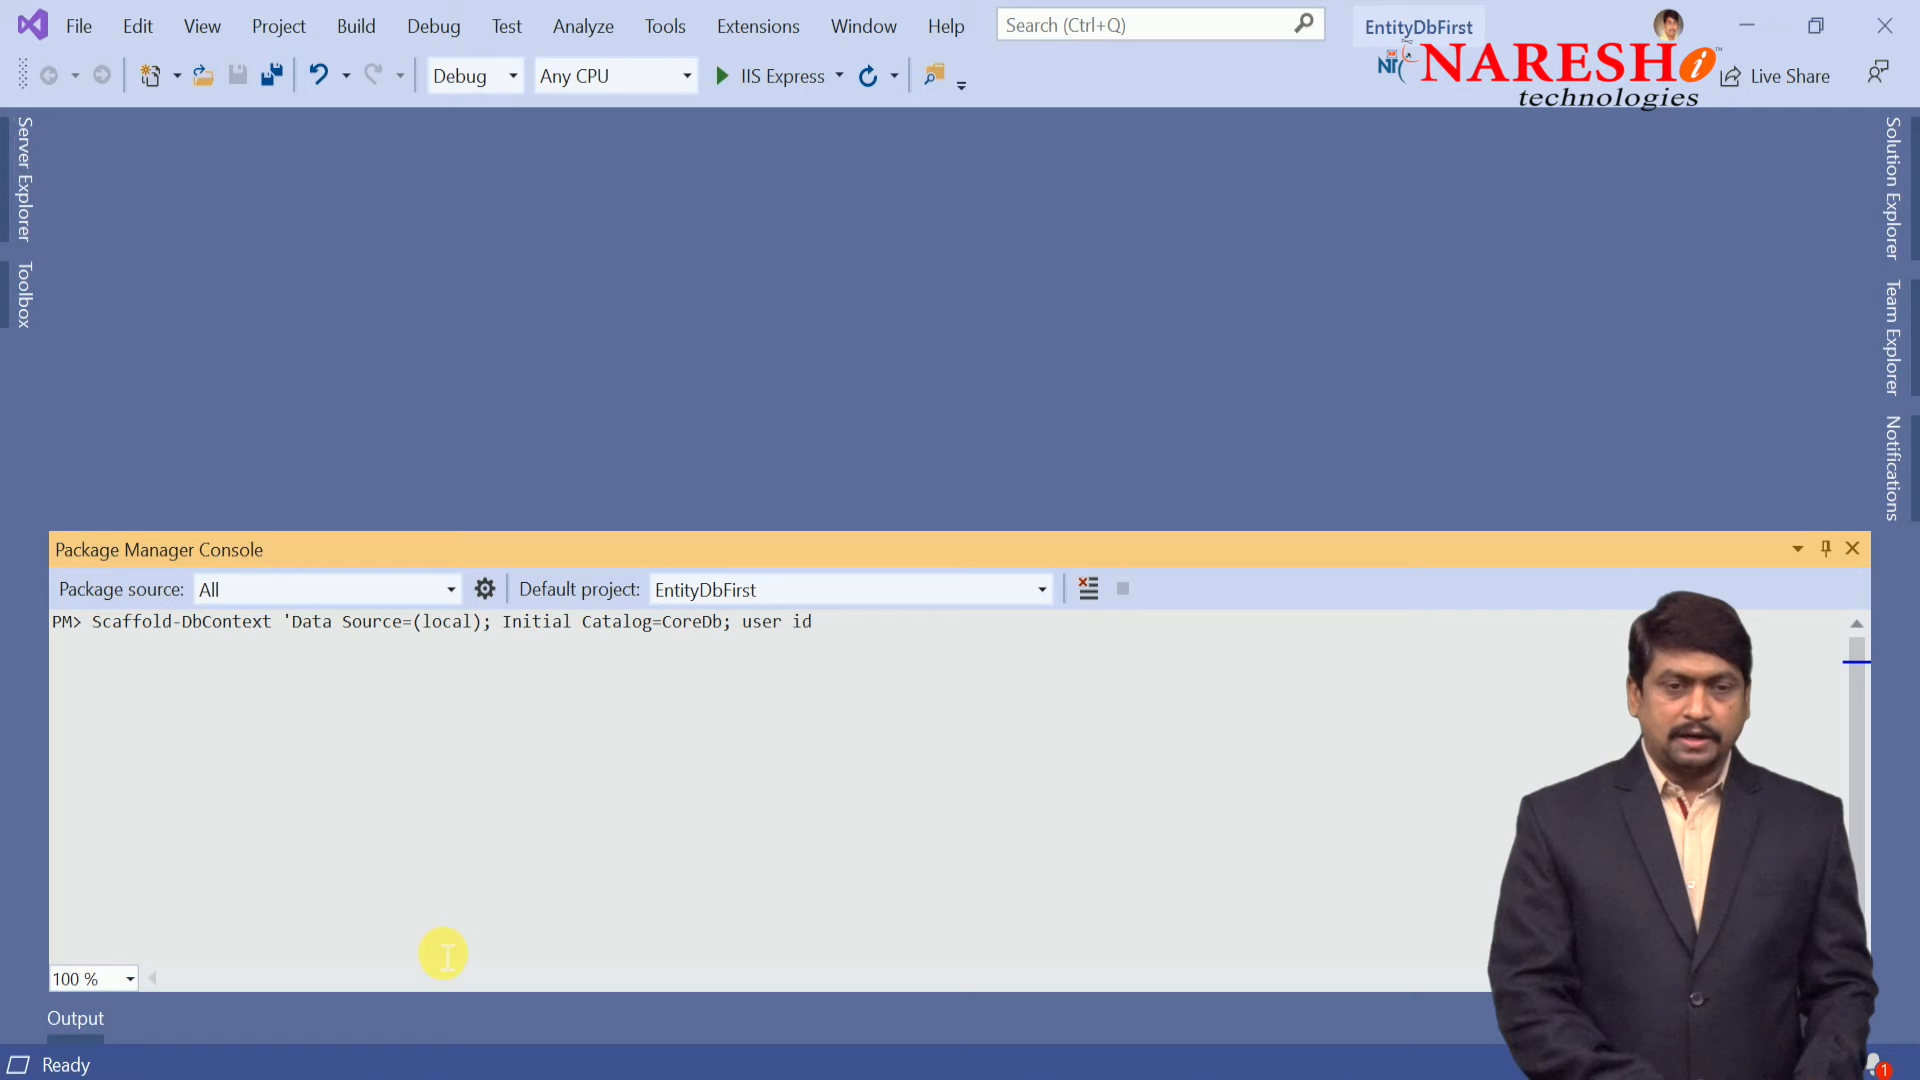 File Edit View Project Build Debug Test Analyze Tools Extensions Window Help Search (Ctrl+Q) EntityDbFirst
Debug Any CPU IIS Express Live Share
NARESHi
technologies
Server Explorer
Toolbox
Solution Explorer
Team Explorer
Notifications
Package Manager Console
Package source: All Default project: EntityDbFirst
PM> Scaffold-DbContext 'Data Source=(local); Initial Catalog=CoreDb; user id
100 %
Output
Ready
1